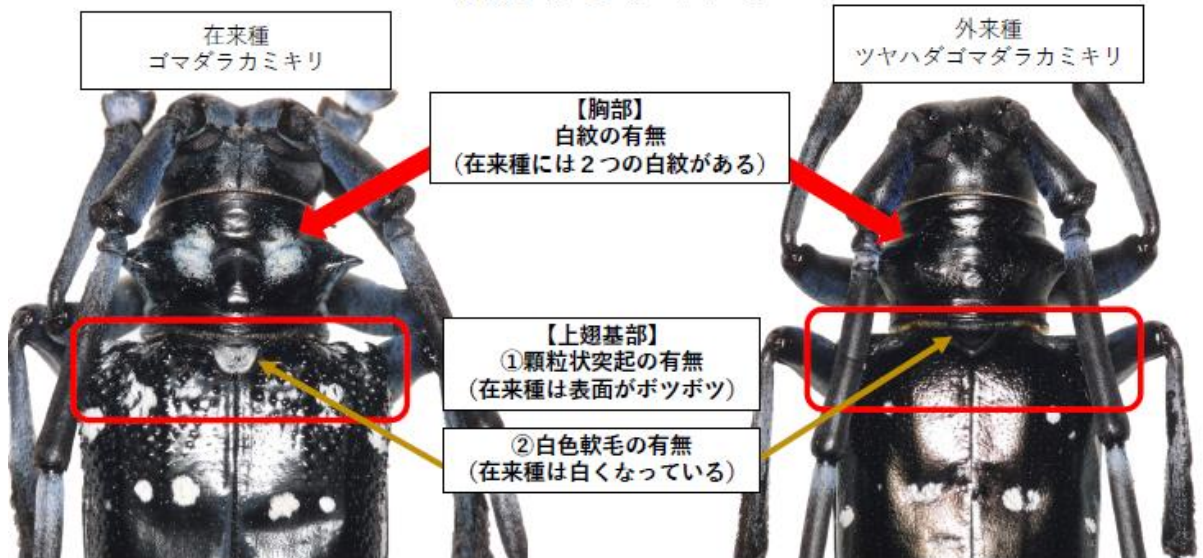 在来種
ゴマダラカミキリ
外来種
ツヤハダゴマダラカミキリ
【胸部】
白紋の有無
（在来種には２つの白紋がある）
【上翅基部】
①顆粒状突起の有無
（在来種は表面がボツボツ）
②白色軟毛の有無
（在来種は白くなっている）